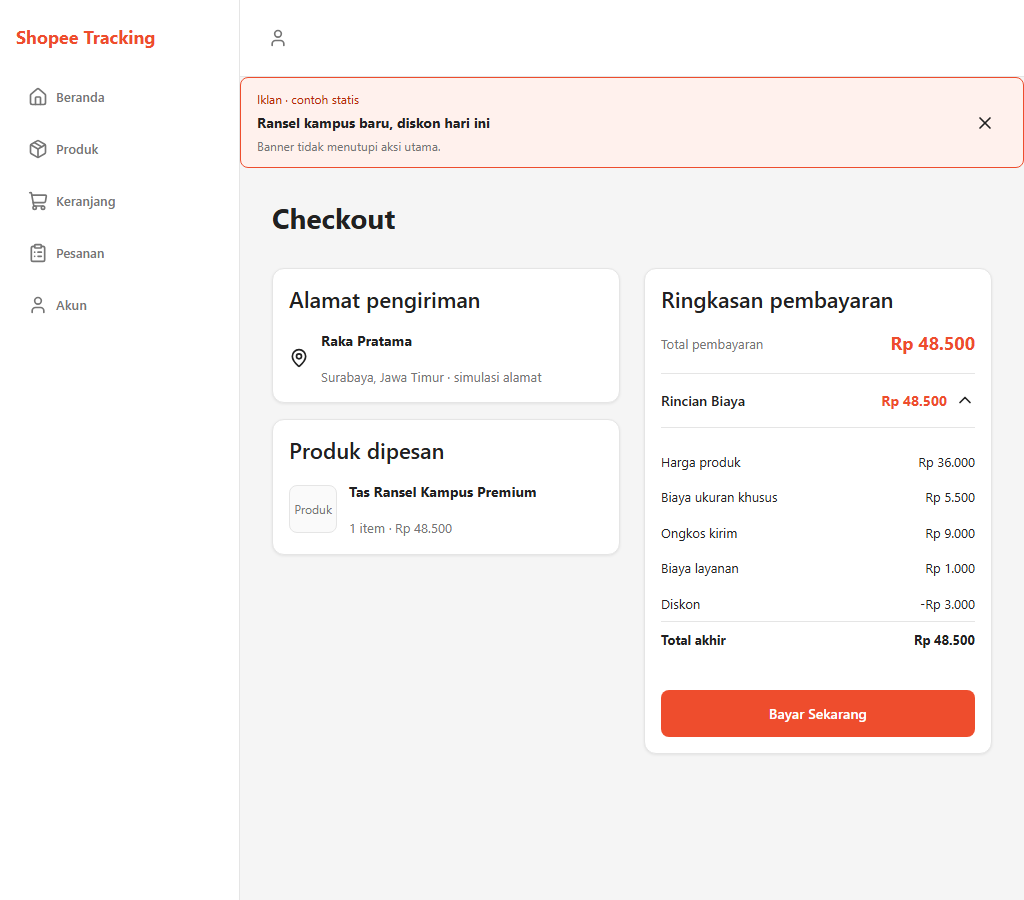 Shopee Tracking
Beranda
Produk
Keranjang
Pesanan
Akun
Iklan · contoh statis
Ransel kampus baru, diskon hari ini
Banner tidak menutupi aksi utama.
Checkout
Alamat pengiriman
Raka Pratama
Surabaya, Jawa Timur · simulasi alamat
Produk dipesan
Produk
Tas Ransel Kampus Premium
1 item · Rp 48.500
Ringkasan pembayaran
Total pembayaran Rp 48.500
Rincian Biaya Rp 48.500
Harga produk Rp 36.000
Biaya ukuran khusus Rp 5.500
Ongkos kirim Rp 9.000
Biaya layanan Rp 1.000
Diskon -Rp 3.000
Total akhir Rp 48.500
Bayar Sekarang